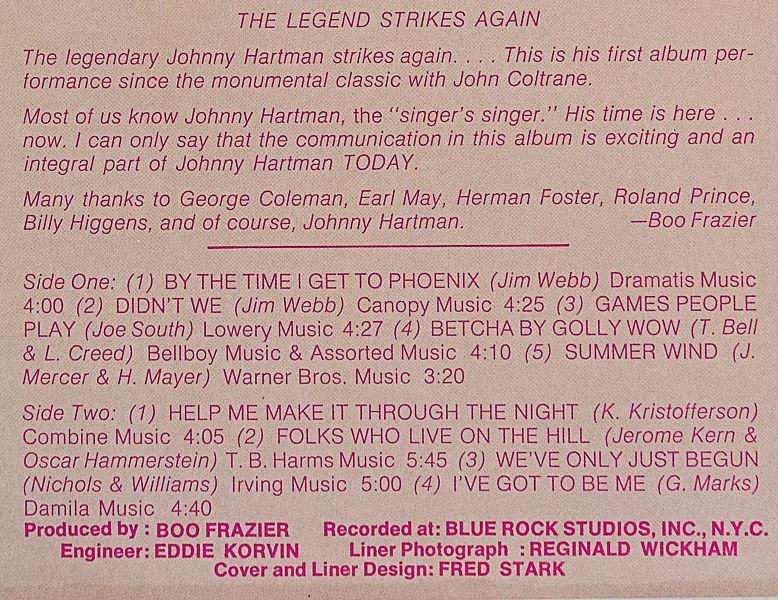 THE LEGEND STRIKES AGAIN
The legendary Johnny Hartman strikes again. . . . This is his first album per-
formance since the monumental classic with John Coltrane.
Most of us know Johnny Hartman, the "singer's singer." His time is here . . .
now. I can only say that the communication in this album is exciting and an
integral part of Johnny Hartman TODAY.
Many thanks to George Coleman, Earl May, Herman Foster, Roland Prince,
Billy Higgens, and of course, Johnny Hartman. —Boo Frazier
Side One: (1) BY THE TIME I GET TO PHOENIX (Jim Webb) Dramatis Music
4:00 (2) DIDN'T WE (Jim Webb) Canopy Music 4:25 (3) GAMES PEOPLE
PLAY (Joe South) Lowery Music 4:27 (4) BETCHA BY GOLLY WOW (T. Bell
& L. Creed) Bellboy Music & Assorted Music 4:10 (5) SUMMER WIND (J.
Mercer & H. Mayer) Warner Bros. Music 3:20
Side Two: (1) HELP ME MAKE IT THROUGH THE NIGHT (K. Kristofferson)
Combine Music 4:05 (2) FOLKS WHO LIVE ON THE HILL (Jerome Kern &
Oscar Hammerstein) T. B. Harms Music 5:45 (3) WE'VE ONLY JUST BEGUN
(Nichols & Williams) Irving Music 5:00 (4) I'VE GOT TO BE ME (G. Marks)
Damila Music 4:40
Produced by : BOO FRAZIER Recorded at: BLUE ROCK STUDIOS, INC., N.Y.C.
Engineer: EDDIE KORVIN Liner Photograph : REGINALD WICKHAM
Cover and Liner Design: FRED STARK